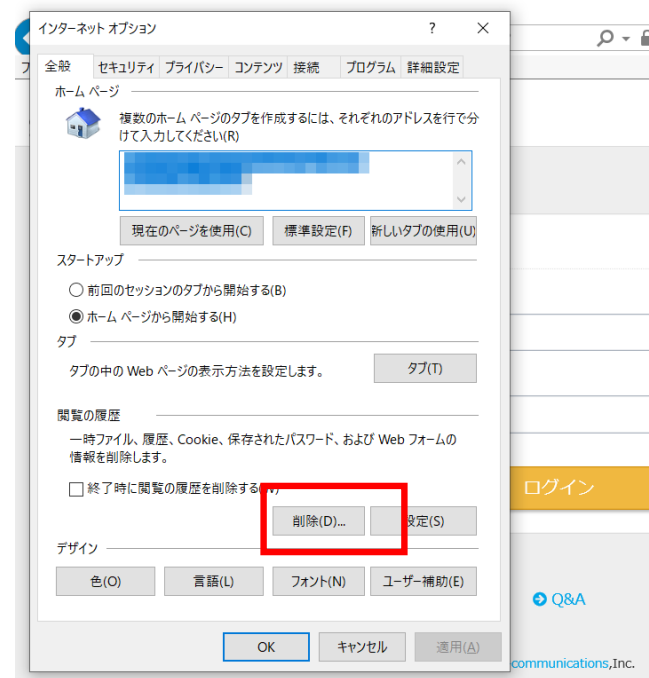 インターネット オプション
?
×
全般
セキュリティ
プライバシー
コンテンツ
接続
プログラム
詳細設定
ホーム ページ
複数のホーム ページのタブを作成するには、それぞれのアドレスを行で分
けて入力してください(R)
現在のページを使用(C)
標準設定(F)
新しいタブの使用(U)
スタートアップ
前回のセッションのタブから開始する(B)
ホーム ページから開始する(H)
タブ
タブの中の Web ページの表示方法を設定します。
タブ(T)
閲覧の履歴
一時ファイル、履歴、Cookie、保存されたパスワード、および Web フォームの
情報を削除します。
終了時に閲覧の履歴を削除する(W)
削除(D)...
設定(S)
デザイン
色(O)
言語(L)
フォント(N)
ユーザー補助(E)
OK
キャンセル
適用(A)
ログイン
Q&A
communications,Inc.